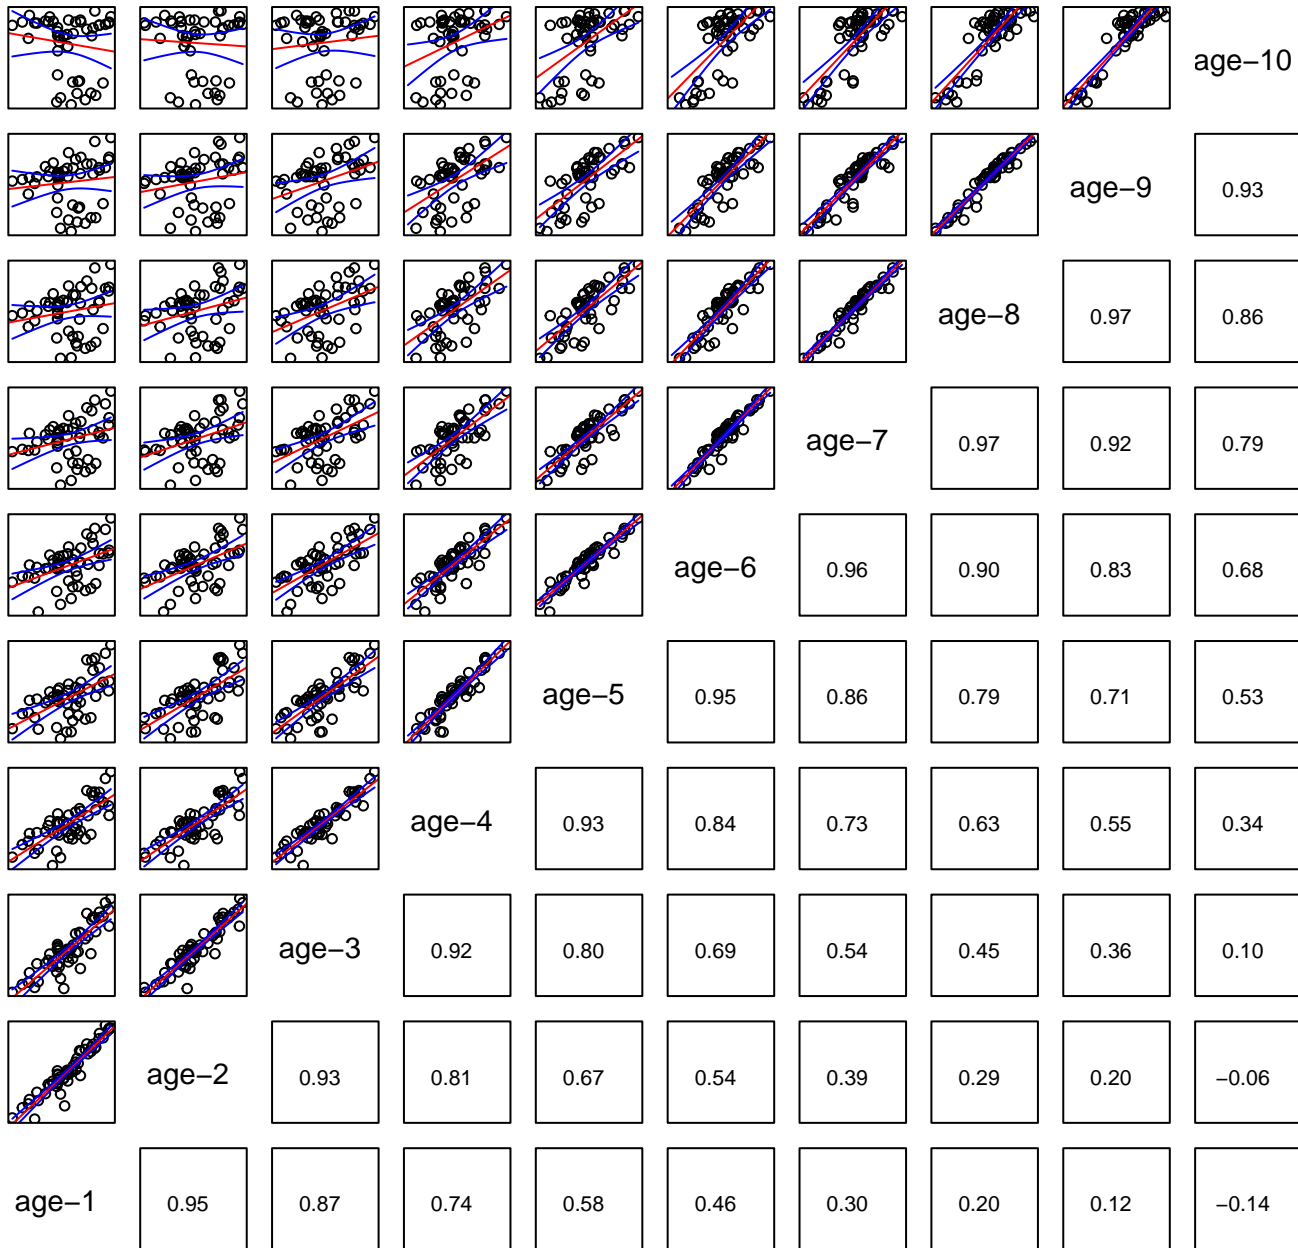 age−10
age−9 0.93
age−8 0.97 0.86
age−7 0.97 0.92 0.79
age−6 0.96 0.90 0.83 0.68
age−5 0.95 0.86 0.79 0.71 0.53
age−4 0.93 0.84 0.73 0.63 0.55 0.34
age−3 0.92 0.80 0.69 0.54 0.45 0.36 0.10
age−2 0.93 0.81 0.67 0.54 0.39 0.29 0.20 −0.06
age−1 0.95 0.87 0.74 0.58 0.46 0.30 0.20 0.12 −0.14